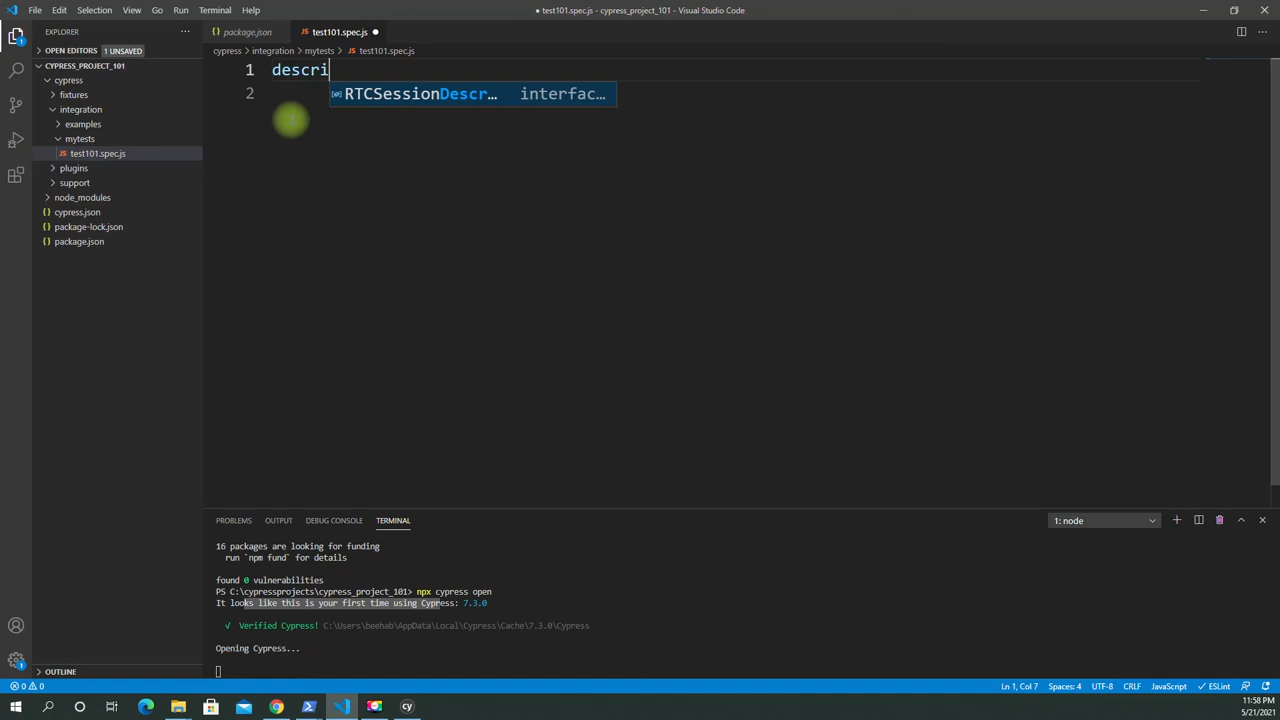 File Edit Selection View Go Run Terminal Help
● test101.spec.js - cypress_project_101 - Visual Studio Code
EXPLORER
OPEN EDITORS 1 UNSAVED
CYPRESS_PROJECT_101
cypress
fixtures
integration
examples
mytests
JS test101.spec.js
plugins
support
node_modules
{} cypress.json
{} package-lock.json
{} package.json
OUTLINE
{} package.json
JS test101.spec.js ●
cypress > integration > mytests > JS test101.spec.js
1 descri
2
RTCSessionDescr... interfac...
PROBLEMS OUTPUT DEBUG CONSOLE TERMINAL
1: node
16 packages are looking for funding
run `npm fund` for details
found 0 vulnerabilities
PS C:\cypressprojects\cypress_project_101> npx cypress open
It looks like this is your first time using Cypress: 7.3.0
√ Verified Cypress! C:\Users\beehab\AppData\Local\Cypress\Cache\7.3.0\Cypress
Opening Cypress...
0 0
Ln 1, Col 7 Spaces: 4 UTF-8 CRLF JavaScript ESLint
cy
11:58 PM
5/21/2021